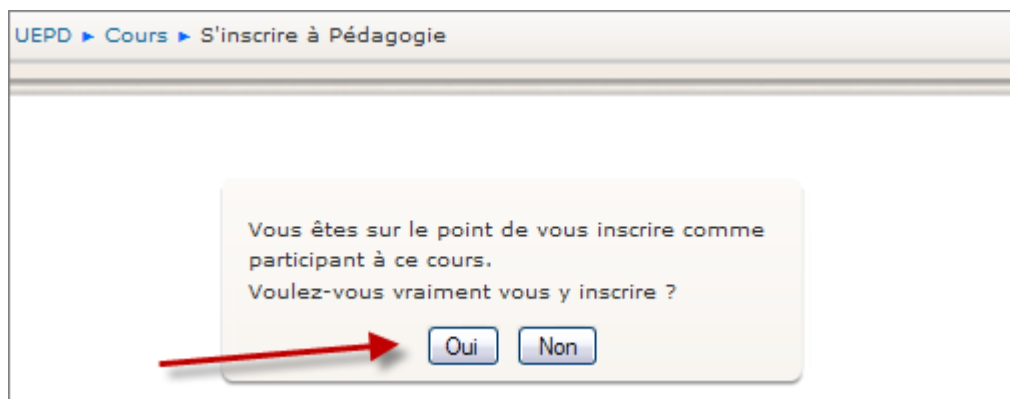 UEPD ► Cours ► S'inscrire à Pédagogie
Vous êtes sur le point de vous inscrire comme
participant à ce cours.
Voulez-vous vraiment vous y inscrire ?
Oui Non